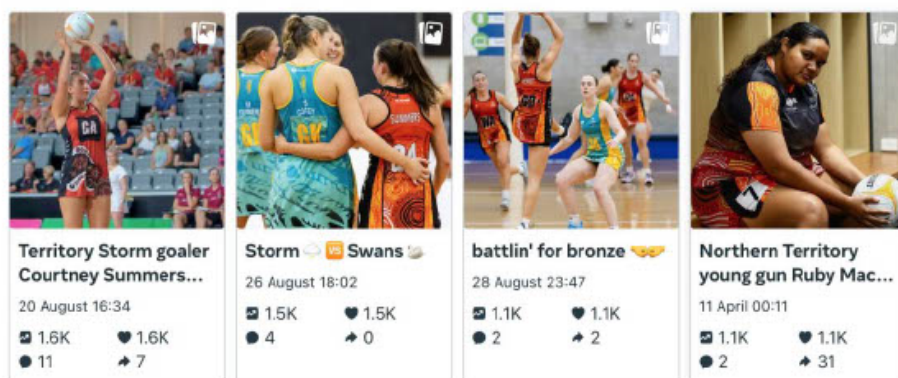 GA
COREY
GK
SUMMERS
GA
WA
GD
Territory Storm goaler
Courtney Summers...
20 August 16:34
1.6K 1.6K
11 7
Storm 🌩️ 🆚 Swans 🦢
26 August 18:02
1.5K 1.5K
4 0
battlin' for bronze 🤝
28 August 23:47
1.1K 1.1K
2 2
Northern Territory
young gun Ruby Mac...
11 April 00:11
1.1K 1.1K
2 31